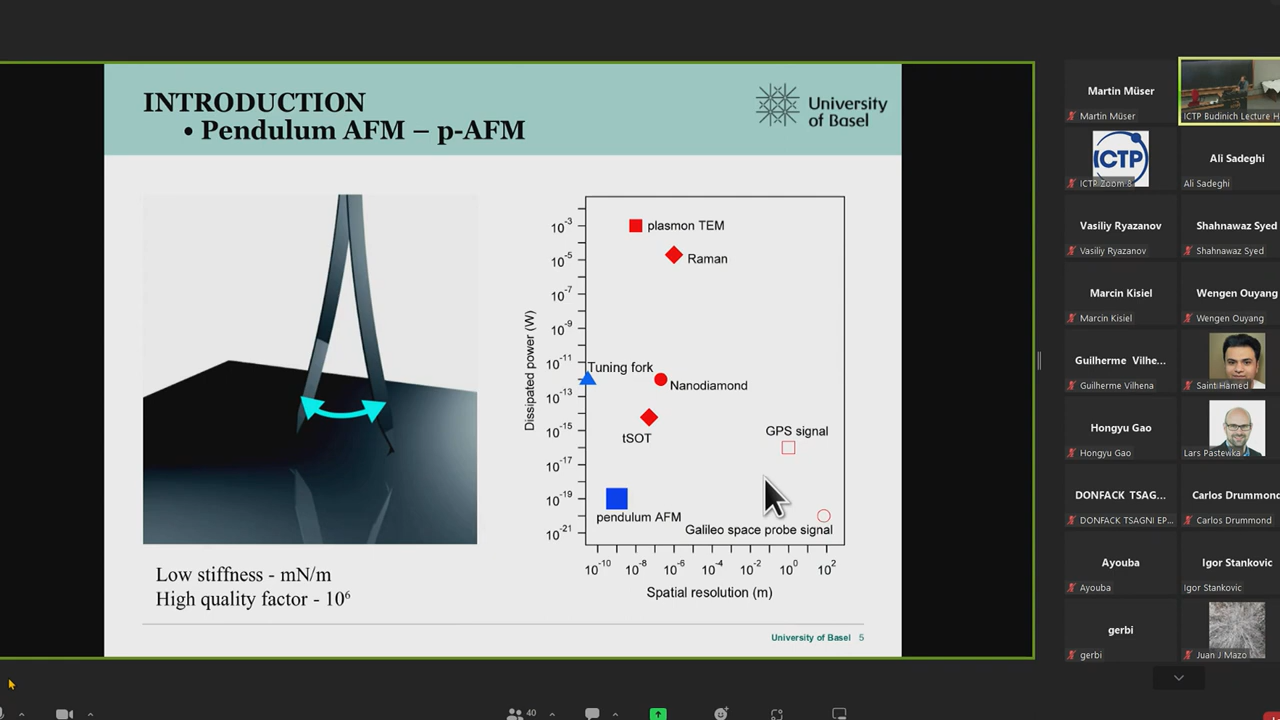 INTRODUCTION
• Pendulum AFM – p-AFM
University
of Basel
10⁻³
10⁻⁵
10⁻⁷
10⁻⁹
10⁻¹¹
10⁻¹³
10⁻¹⁵
10⁻¹⁷
10⁻¹⁹
10⁻²¹
Dissipated power (W)
plasmon TEM
Raman
Tuning fork
Nanodiamond
tSOT
GPS signal
pendulum AFM
Galileo space probe signal
10⁻¹⁰ 10⁻⁸ 10⁻⁶ 10⁻⁴ 10⁻² 10⁰ 10²
Spatial resolution (m)
Low stiffness - mN/m
High quality factor - 10⁶
University of Basel 5
Martin Müser
Martin Müser
ICTP Budinich Lecture H
ICTP
ICTP Zoom 8
Ali Sadeghi
Ali Sadeghi
Vasiliy Ryazanov
Vasiliy Ryazanov
Shahnawaz Syed
Shahnawaz Syed
Marcin Kisiel
Marcin Kisiel
Wengen Ouyang
Wengen Ouyang
Guilherme Vilhe...
Guilherme Vilhena
Saint Hamed
Hongyu Gao
Hongyu Gao
Lars Pastewka
DONFACK TSAG...
DONFACK TSAGNI EP...
Carlos Drummond
Carlos Drummond
Ayouba
Ayouba
Igor Stankovic
Igor Stankovic
gerbi
gerbi
Juan J Mazo
40